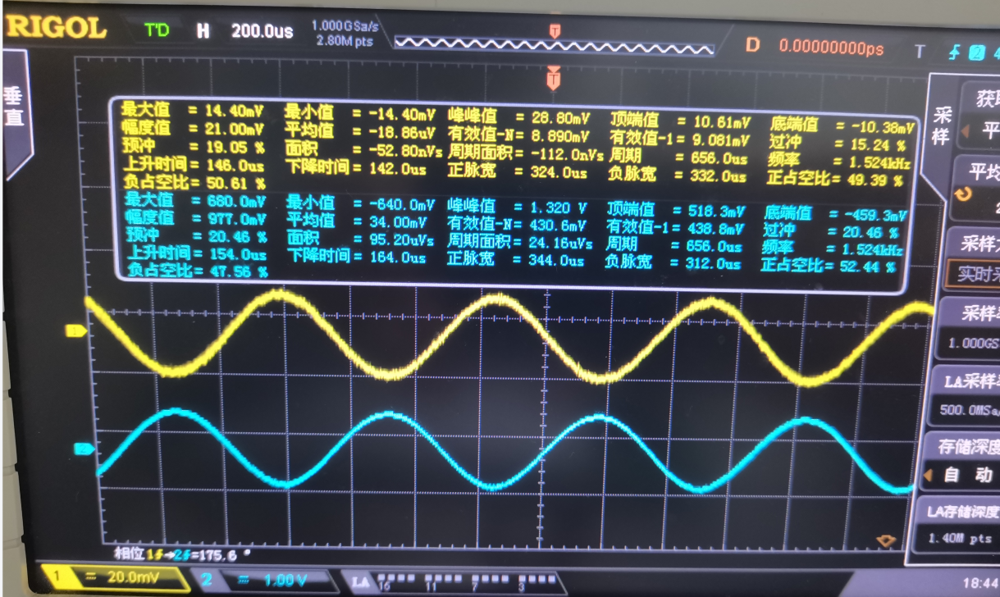 RIGOL T'D H 200.0us 1.000GSa/s 2.80M pts D 0.00000000ps T 2 4
T
垂直
T
采样
获取
平
平均
2
采样方
实时采
采样率
1.000GS
LA采样率
500.0MSa
存储深度
自 动
LA存储深度
1.40M pts
最大值 = 14.40mV 最小值 = -14.40mV 峰峰值 = 28.80mV 顶端值 = 10.61mV 底端值 = -10.38mV
幅度值 = 21.00mV 平均值 = -18.86uV 有效值-N= 8.890mV 有效值-1= 9.081mV 过冲 = 15.24 %
预冲 = 19.05 % 面积 = -52.80nVs 周期面积= -112.0nVs 周期 = 656.0us 频率 = 1.524kHz
上升时间= 146.0us 下降时间= 142.0us 正脉宽 = 324.0us 负脉宽 = 332.0us 正占空比= 49.39 %
负占空比= 50.61 %
最大值 = 680.0mV 最小值 = -640.0mV 峰峰值 = 1.320 V 顶端值 = 518.3mV 底端值 = -459.3mV
幅度值 = 977.0mV 平均值 = 34.00mV 有效值-N= 430.6mV 有效值-1= 438.8mV 过冲 = 20.46 %
预冲 = 20.46 % 面积 = 95.20uVs 周期面积= 24.16uVs 周期 = 656.0us 频率 = 1.524kHz
上升时间= 154.0us 下降时间= 164.0us 正脉宽 = 344.0us 负脉宽 = 312.0us 正占空比= 52.44 %
负占空比= 47.56 %
1
2
相位1f→2f=175.6 °
1 = 20.0mV 2 = 1.00 V LA 16 11 7 3 18:44